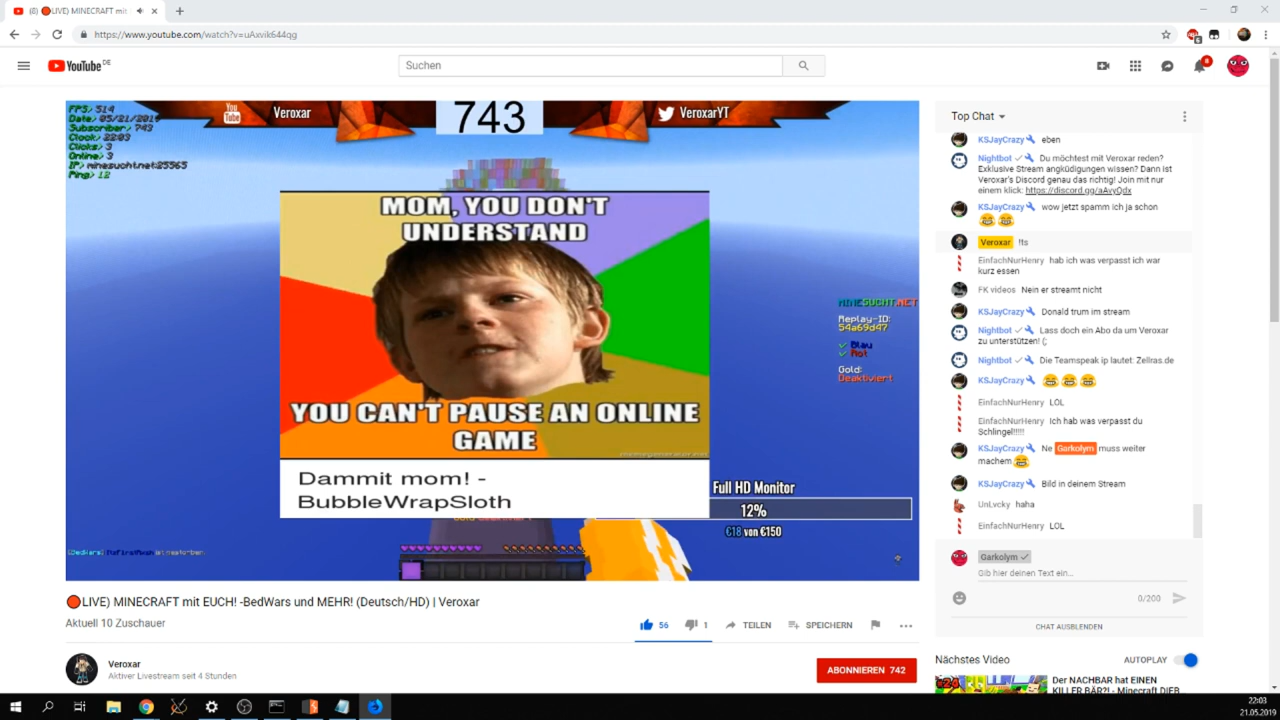 (8) 🔴LIVE) MINECRAFT mit
https://www.youtube.com/watch?v=uAxvik644qg
6
YouTube DE
Suchen
8
FPS> 514
Date> 05/21/2019
Subscriber> 743
Clock> 22:03
Clicks> 3
Online> 3
IP> minesucht.net:25565
Ping> 12
You
Tube
Veroxar
743
VeroxarYT
MOM, YOU DON'T
UNDERSTAND
YOU CAN'T PAUSE AN ONLINE
GAME
Dammit mom! -
BubbleWrapSloth
MINESUCHT.NET
Replay-ID:
54a69d47
✓ Blau
✓ Rot
Gold:
Deaktiviert
Full HD Monitor
12%
€18 von €150
🔴LIVE) MINECRAFT mit EUCH! -BedWars und MEHR! (Deutsch/HD) | Veroxar
Aktuell 10 Zuschauer
56
1
TEILEN
SPEICHERN
Veroxar
Aktiver Livestream seit 4 Stunden
ABONNIEREN 742
Top Chat
KSJayCrazy eben
Nightbot ✓ Du möchtest mit Veroxar reden?
Exklusive Stream angküdigungen wissen? Dann ist
Veroxar's Discord genau das richtig! Join mit nur
einem klick: https://discord.gg/aAvyQdx
KSJayCrazy wow jetzt spamm ich ja schon
😂 😂
Veroxar !ts
EinfachNurHenry hab ich was verpasst ich war
kurz essen
FK videos Nein er streamt nicht
KSJayCrazy Donald trum im stream
Nightbot ✓ Lass doch ein Abo da um Veroxar
zu unterstützen! (;
Nightbot ✓ Die Teamspeak ip lautet: Zellras.de
KSJayCrazy 😂 😂 😂
EinfachNurHenry LOL
EinfachNurHenry Ich hab was verpasst du
Schlingel!!!!!
KSJayCrazy Ne Garkolym muss weiter
machem 😂
KSJayCrazy Bild in deinem Stream
UnLvcky haha
EinfachNurHenry LOL
Garkolym ✓
Gib hier deinen Text ein...
0/200
CHAT AUSBLENDEN
Nächstes Video
AUTOPLAY
#24
Der NACHBAR hat EINEN
KILLER BÄR?! - Minecraft DIEB
22:03
21.05.2019